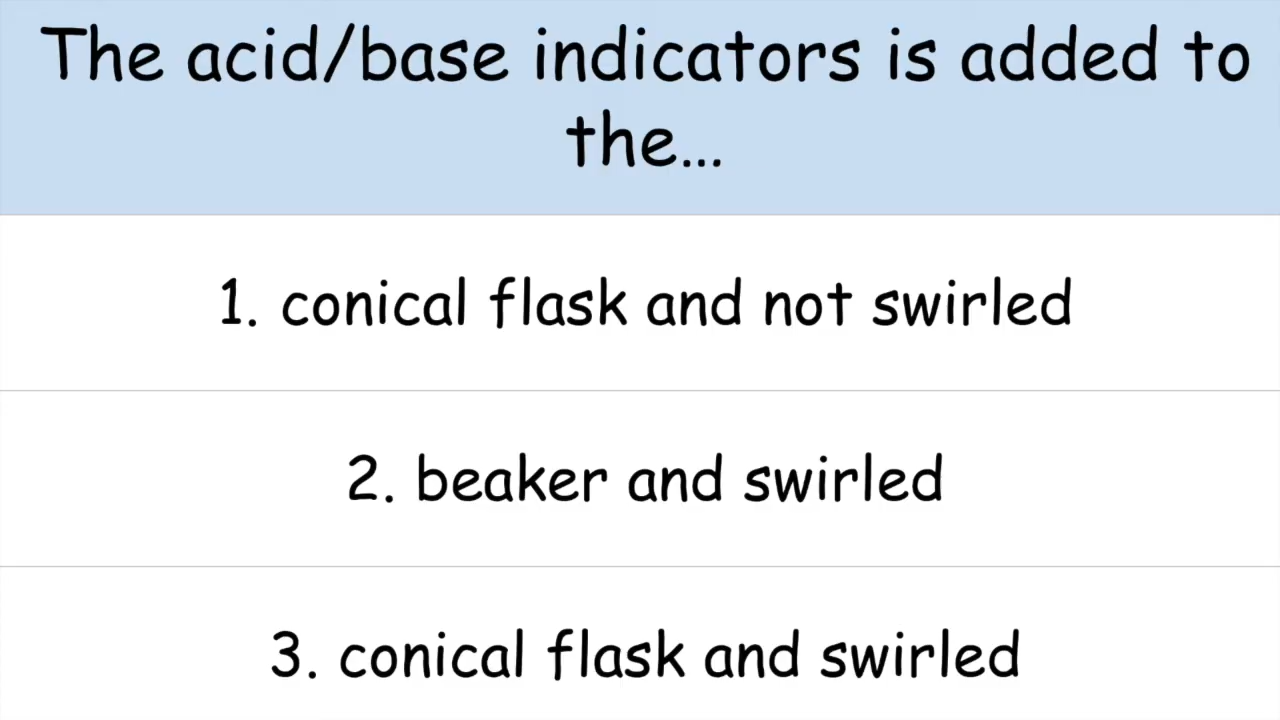 The acid/base indicators is added to
the...
1. conical flask and not swirled
2. beaker and swirled
3. conical flask and swirled